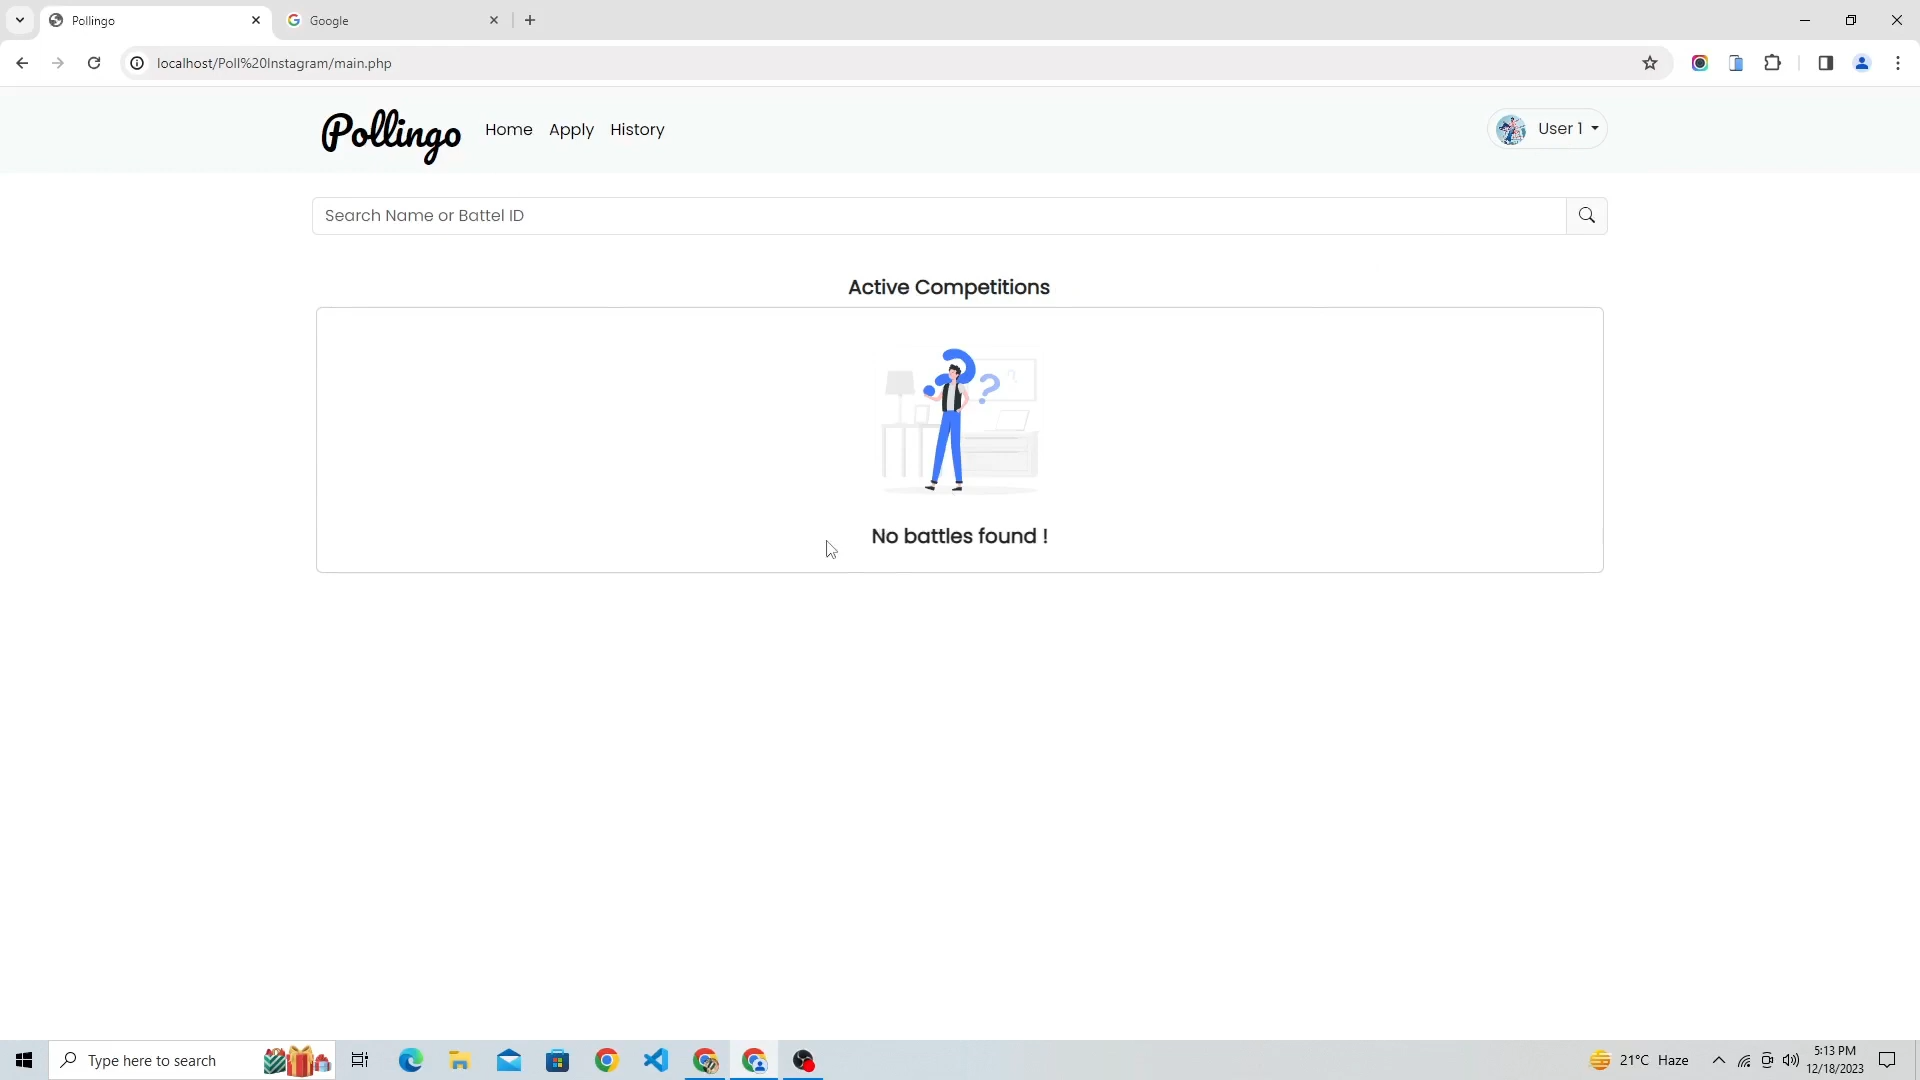 Pollingo
Google
localhost/Poll%20Instagram/main.php
Pollingo Home Apply History User 1
Search Name or Battel ID
Active Competitions
? ?
No battles found !
Type here to search
21°C Haze
5:13 PM
12/18/2023